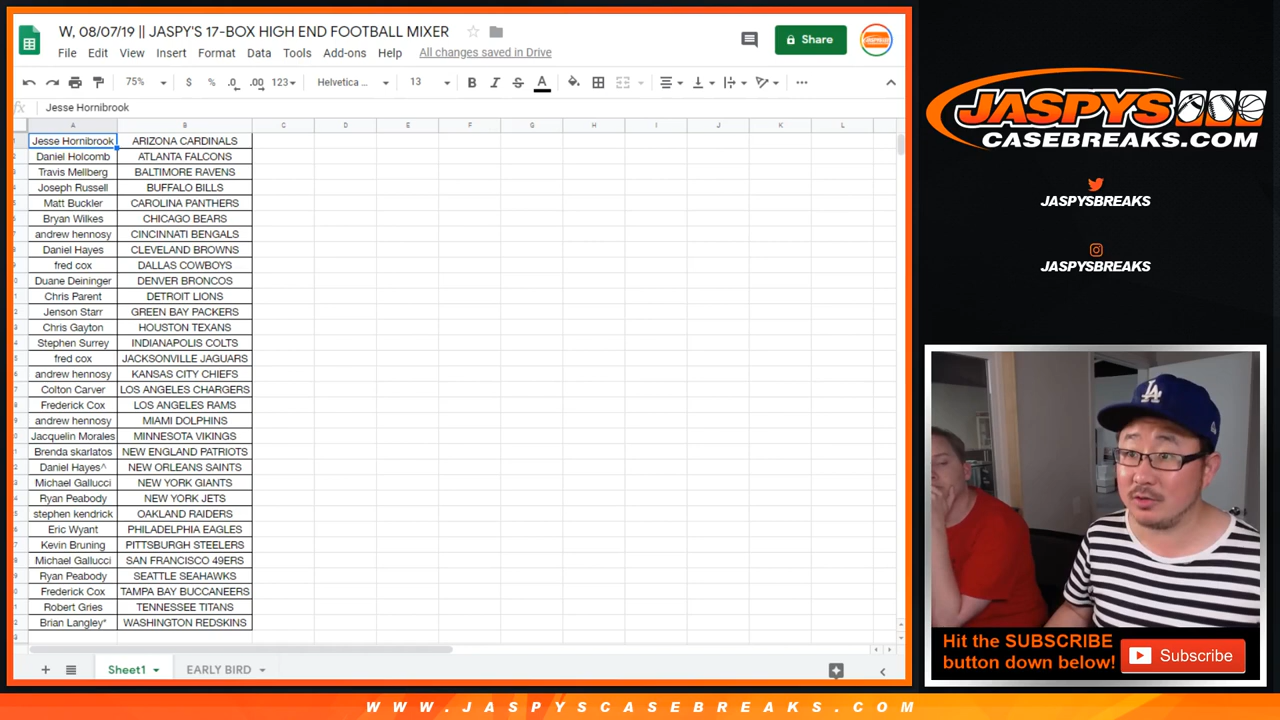 W, 08/07/19 || JASPY'S 17-BOX HIGH END FOOTBALL MIXER
File Edit View Format Data Tools Add-ons Help All changes saved in Drive
Share
75% $ % .0 .00 123 Helvetica ... 13 B I S A
fx Jesse Hornibrook
A B C D E F G H I J K L
Jesse Hornibrook ARIZONA CARDINALS
Daniel Holcomb ATLANTA FALCONS
Travis Mellberg BALTIMORE RAVENS
Joseph Russell BUFFALO BILLS
Matt Buckler CAROLINA PANTHERS
Bryan Wilkes CHICAGO BEARS
andrew hennosy CINCINNATI BENGALS
Daniel Hayes CLEVELAND BROWNS
fred cox DALLAS COWBOYS
Duane Deininger DENVER BRONCOS
Chris Parent DETROIT LIONS
Jenson Starr GREEN BAY PACKERS
Chris Gayton HOUSTON TEXANS
Stephen Surrey INDIANAPOLIS COLTS
fred cox JACKSONVILLE JAGUARS
andrew hennosy KANSAS CITY CHIEFS
Colton Carver LOS ANGELES CHARGERS
Frederick Cox LOS ANGELES RAMS
andrew hennosy MIAMI DOLPHINS
Jacquelin Morales MINNESOTA VIKINGS
Brenda skarlatos NEW ENGLAND PATRIOTS
Daniel Hayes^ NEW ORLEANS SAINTS
Michael Gallucci NEW YORK GIANTS
Ryan Peabody NEW YORK JETS
stephen kendrick OAKLAND RAIDERS
Eric Wyant PHILADELPHIA EAGLES
Kevin Bruning PITTSBURGH STEELERS
Michael Gallucci SAN FRANCISCO 49ERS
Ryan Peabody SEATTLE SEAHAWKS
Frederick Cox TAMPA BAY BUCCANEERS
Robert Gries TENNESSEE TITANS
Brian Langley* WASHINGTON REDSKINS
Sheet1 EARLY BIRD
JASPYS
CASEBREAKS.COM
JASPYSBREAKS
JASPYSBREAKS
LA
Hit the SUBSCRIBE
button down below!
Subscribe
WWW.JASPYSCASEBREAKS.COM